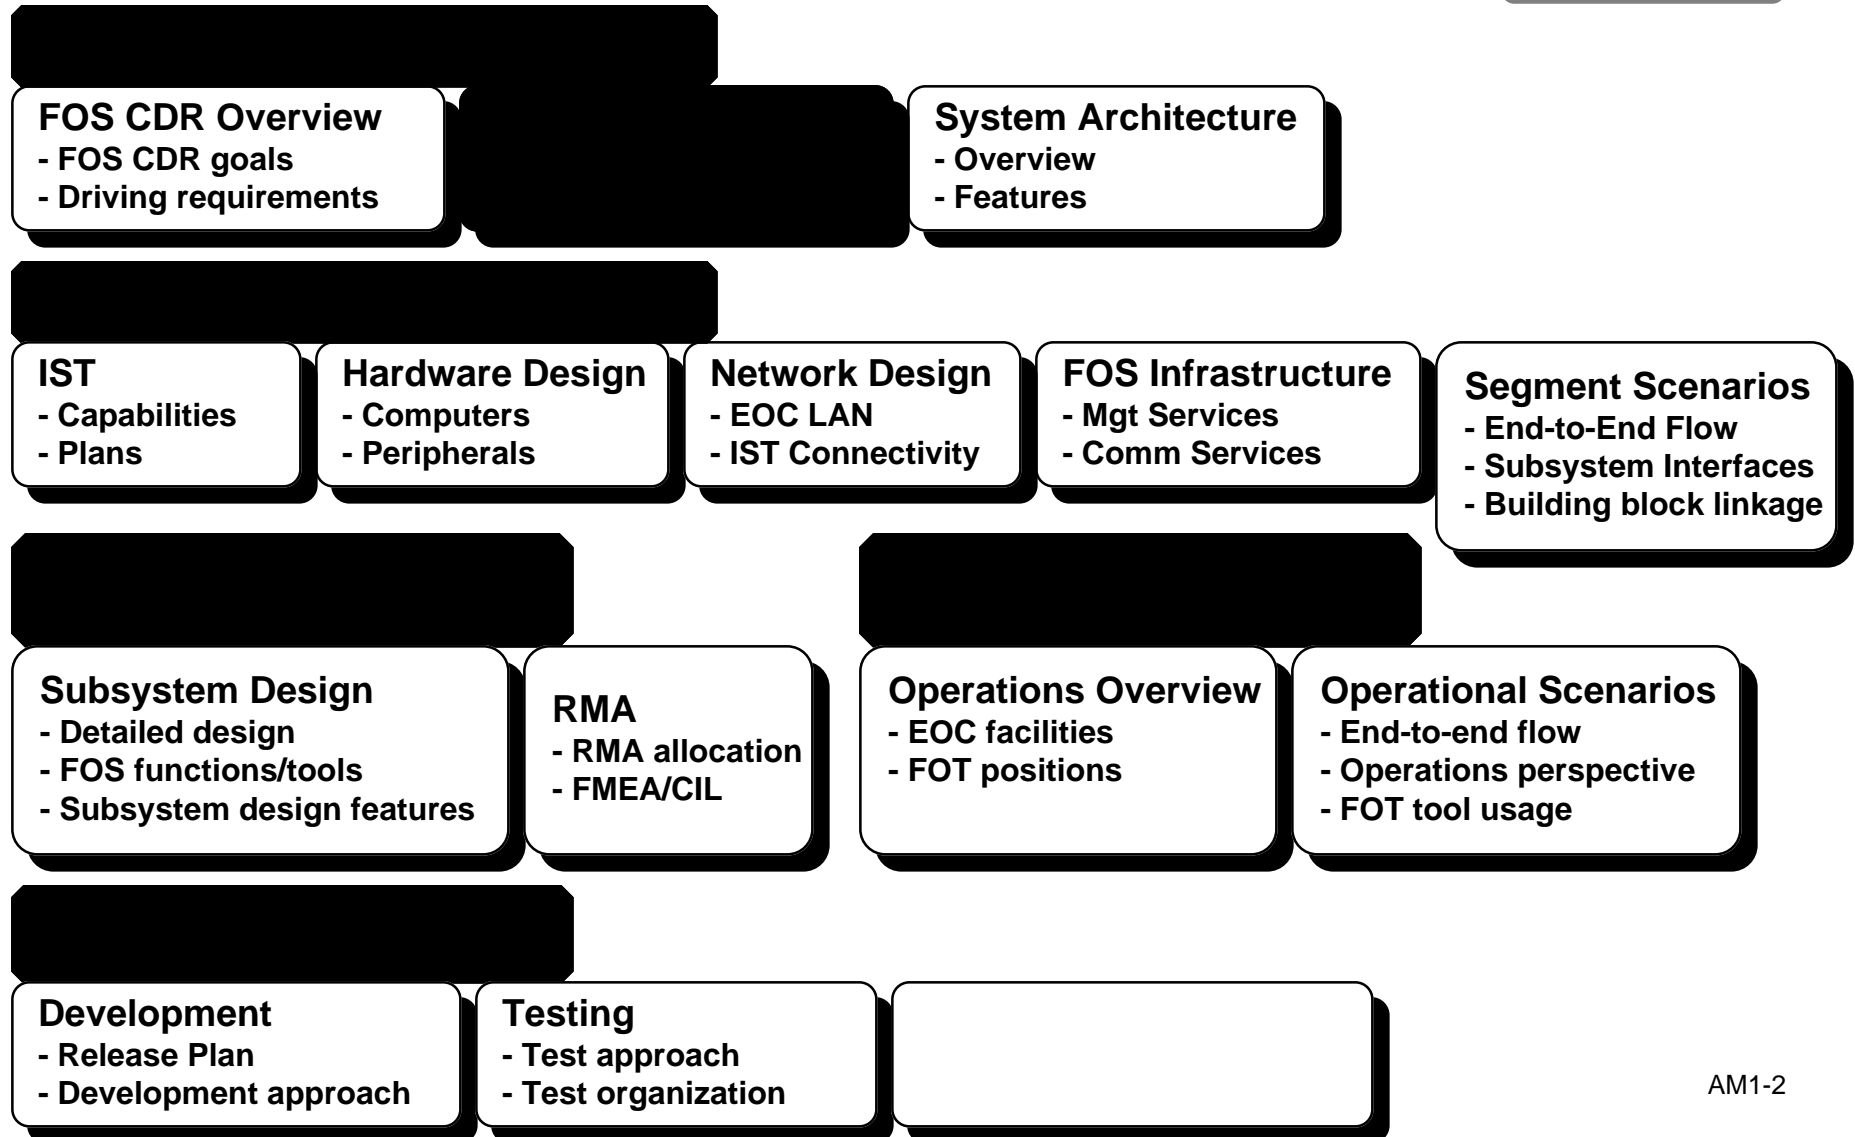 FOS CDR Overview
- FOS CDR goals
- Driving requirements
System Architecture
- Overview
- Features
IST
- Capabilities
- Plans
Hardware Design
- Computers
- Peripherals
Network Design
- EOC LAN
- IST Connectivity
FOS Infrastructure
- Mgt Services
- Comm Services
Segment Scenarios
- End-to-End Flow
- Subsystem Interfaces
- Building block linkage
Subsystem Design
- Detailed design
- FOS functions/tools
- Subsystem design features
RMA
- RMA allocation
- FMEA/CIL
Operations Overview
- EOC facilities
- FOT positions
Operational Scenarios
- End-to-end flow
- Operations perspective
- FOT tool usage
Development
- Release Plan
- Development approach
Testing
- Test approach
- Test organization
AM1-2